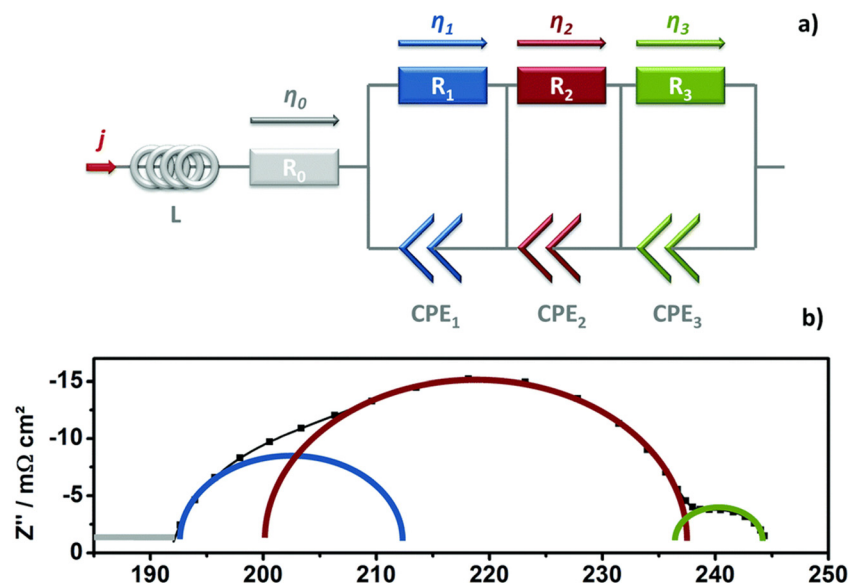 a)
η₁ η₂ η₃
R₁ R₂ R₃
η₀
j
R₀
L
CPE₁ CPE₂ CPE₃
b)
Z'' / mΩ cm²
-15
-10
-5
0
190 200 210 220 230 240 250